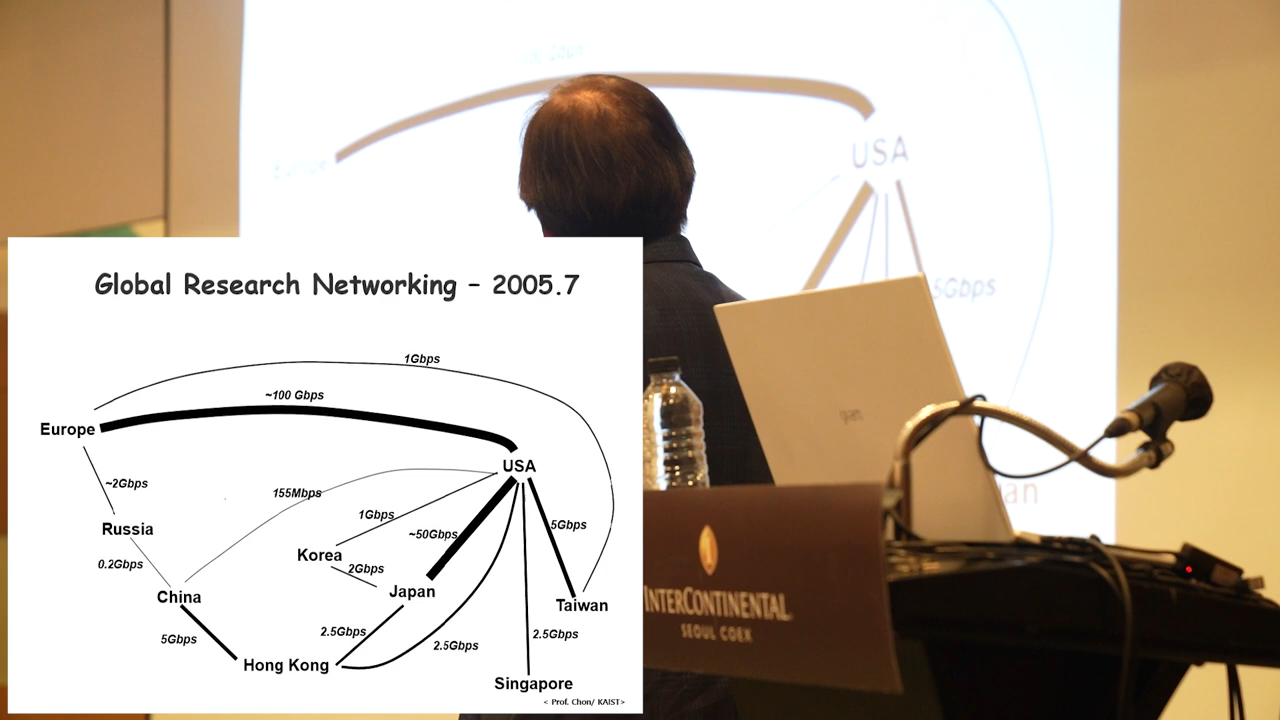 USA
5Gbps
Global Research Networking – 2005.7
1Gbps
~100 Gbps
Europe
USA
~2Gbps
155Mbps
1Gbps
5Gbps
Russia
~50Gbps
Korea
0.2Gbps
2Gbps
China
Japan
Taiwan
5Gbps
2.5Gbps
2.5Gbps
2.5Gbps
Hong Kong
Singapore
< Prof. Chon/ KAIST>
INTERCONTINENTAL
SEOUL COEX